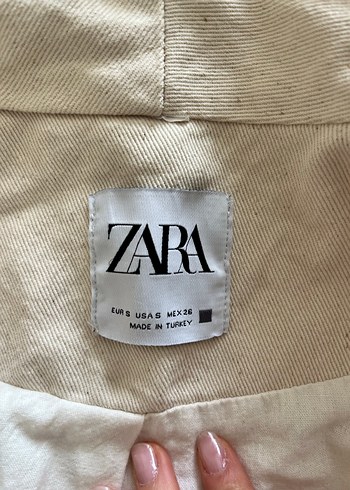 ZARA
EUR S USA S MEX 26
MADE IN TURKEY